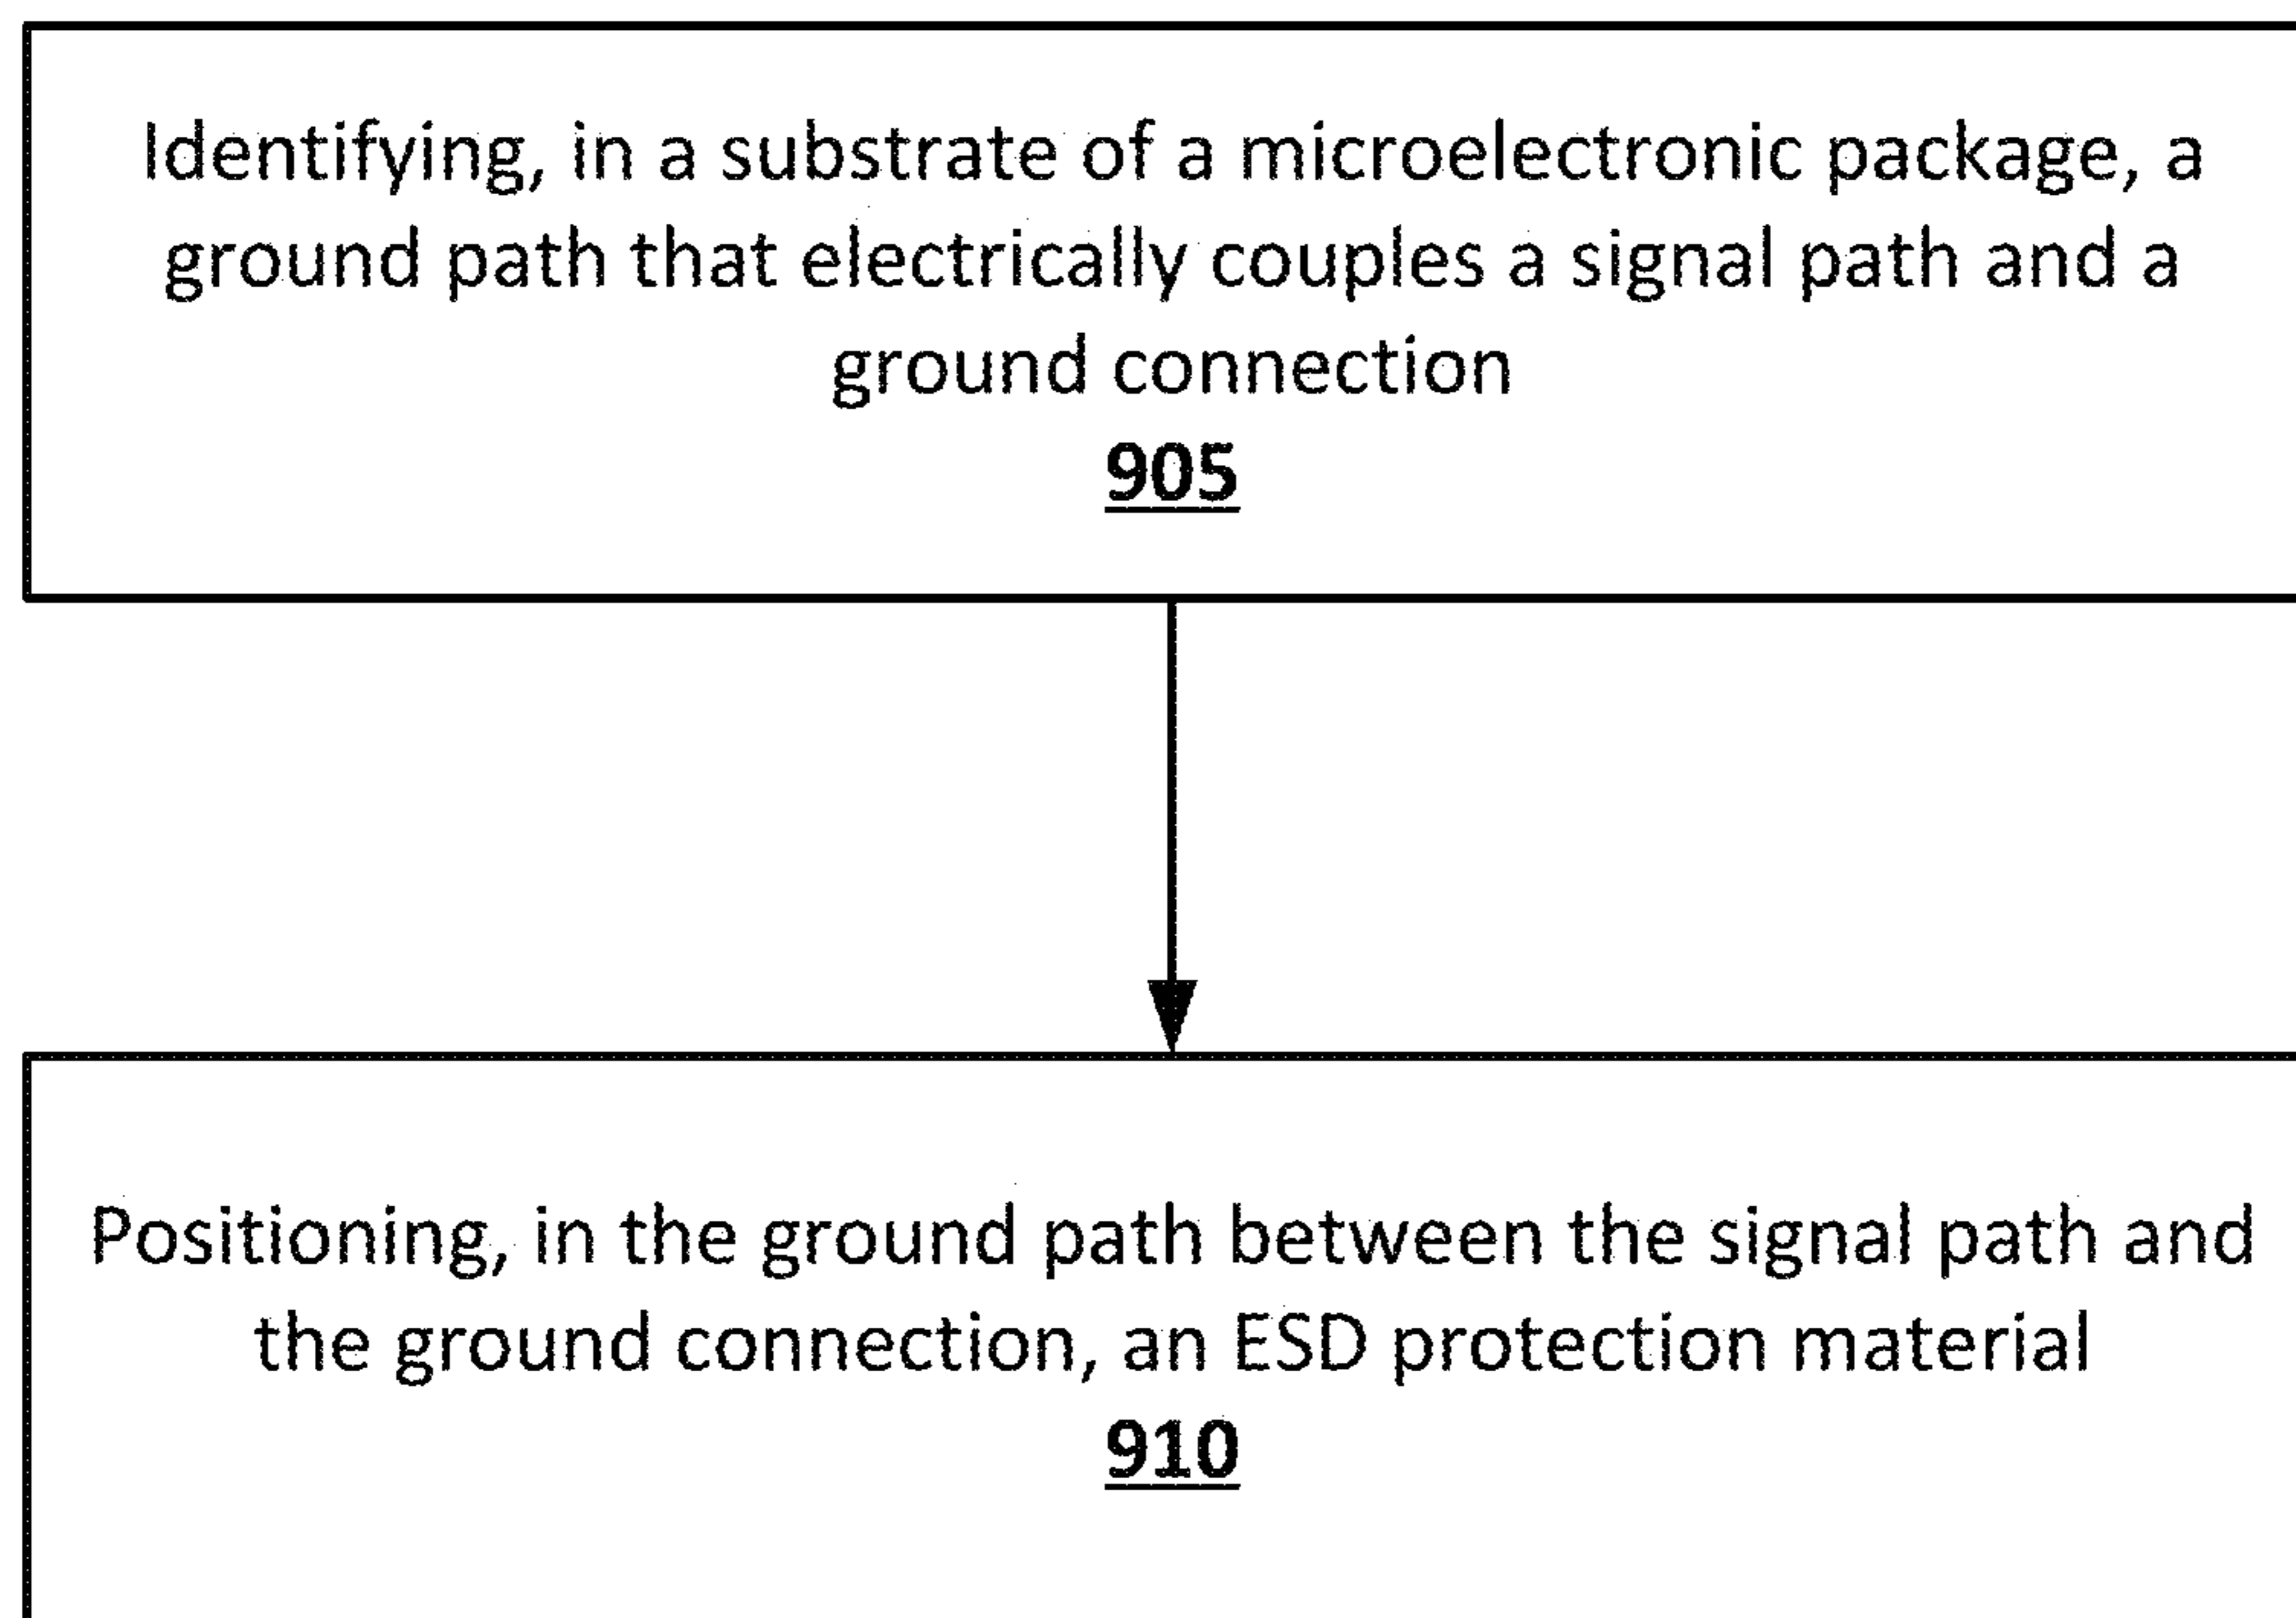 Identifying, in a substrate of a microelectronic package, a
ground path that electrically couples a signal path and a
ground connection
905
Positioning, in the ground path between the signal path and
the ground connection, an ESD protection material
910